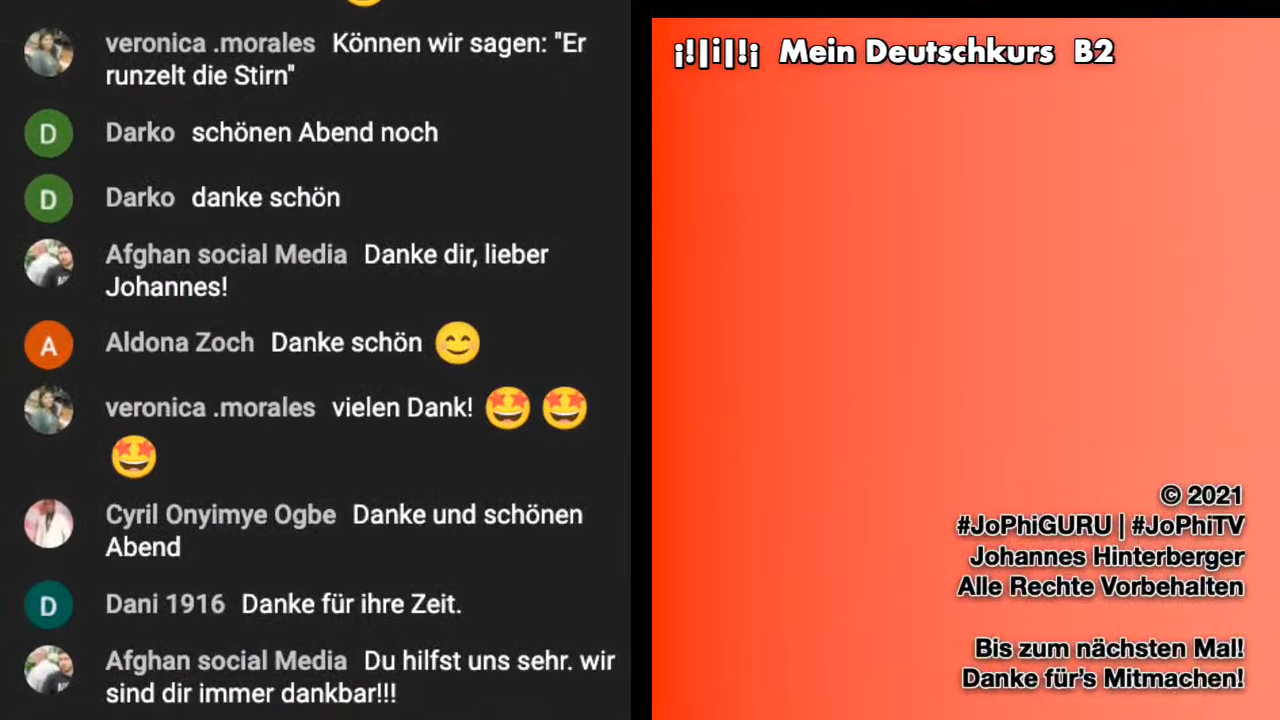 veronica .morales Können wir sagen: "Er
runzelt die Stirn"
D Darko schönen Abend noch
D Darko danke schön
Afghan social Media Danke dir, lieber
Johannes!
A Aldona Zoch Danke schön 😊
veronica .morales vielen Dank! 🤩 🤩
🤩
Cyril Onyimye Ogbe Danke und schönen
Abend
D Dani 1916 Danke für ihre Zeit.
Afghan social Media Du hilfst uns sehr. wir
sind dir immer dankbar!!!
¡!|i|!¡ Mein Deutschkurs B2
© 2021
#JoPhiGURU | #JoPhiTV
Johannes Hinterberger
Alle Rechte Vorbehalten
Bis zum nächsten Mal!
Danke für's Mitmachen!